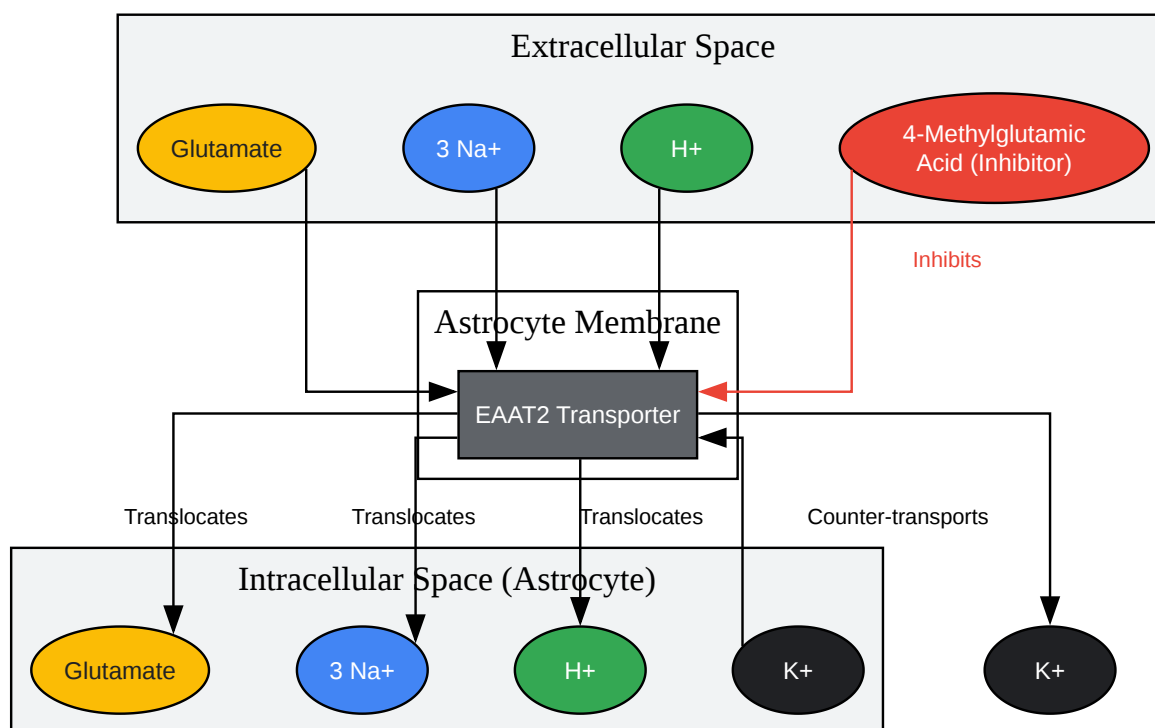 Extracellular Space
Glutamate
3 Na+
H+
4-Methylglutamic
Acid (Inhibitor)
Inhibits
Astrocyte Membrane
EAAT2 Transporter
Translocates
Translocates
Translocates
Counter-transports
Intracellular Space (Astrocyte)
Glutamate
3 Na+
H+
K+
K+